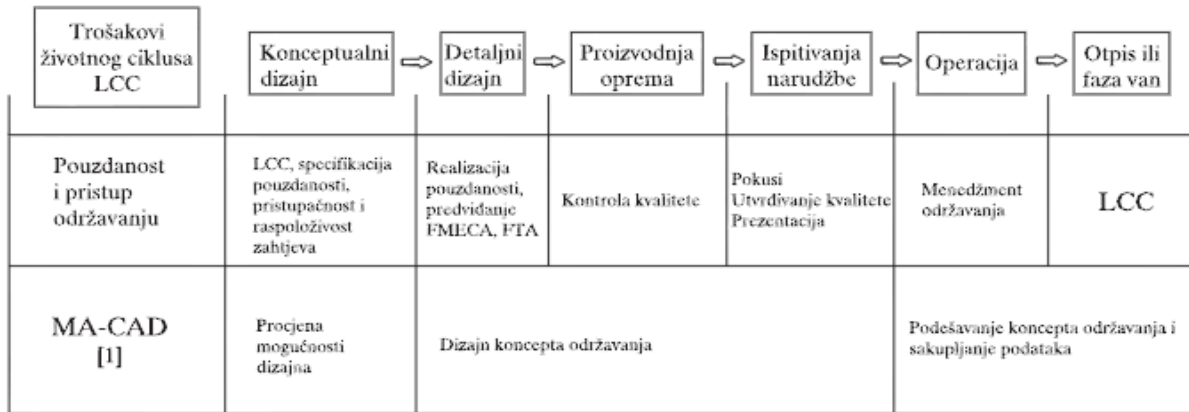 Trošakovi
životnog ciklusa
LCC
Konceptualni
dizajn
Detaljni
dizajn
Proizvodnja
oprema
Ispitivanja
narudžbe
Operacija
Otpis ili
faza van
Pouzdanost
i pristup
održavanju
LCC, specifikacija
pouzdanosti,
pristupačnost i
raspoloživost
zahtjeva
Realizacija
pouzdanosti,
predviđanje
FMECA, FTA
Kontrola kvalitete
Pokusi
Utvrđivanje kvalitete
Prezentacija
Menedžment
održavanja
LCC
MA-CAD
[1]
Procjena
mogućnosti
dizajna
Dizajn koncepta održavanja
Podešavanje koncepta održavanja i
sakupljanje podataka